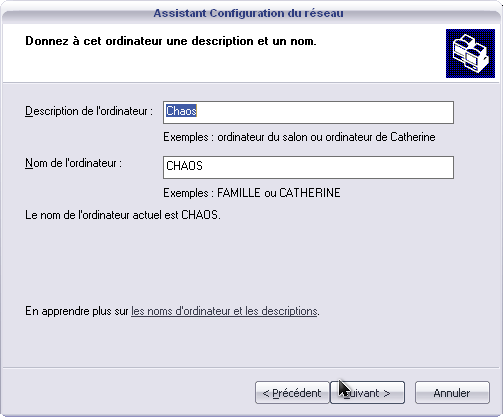 Assistant Configuration du réseau
Donnez à cet ordinateur une description et un nom.
Description de l'ordinateur : Chaos
Exemples : ordinateur du salon ou ordinateur de Catherine
Nom de l'ordinateur : CHAOS
Exemples : FAMILLE ou CATHERINE
Le nom de l'ordinateur actuel est CHAOS.
En apprendre plus sur les noms d'ordinateur et les descriptions.
< Précédent Suivant > Annuler